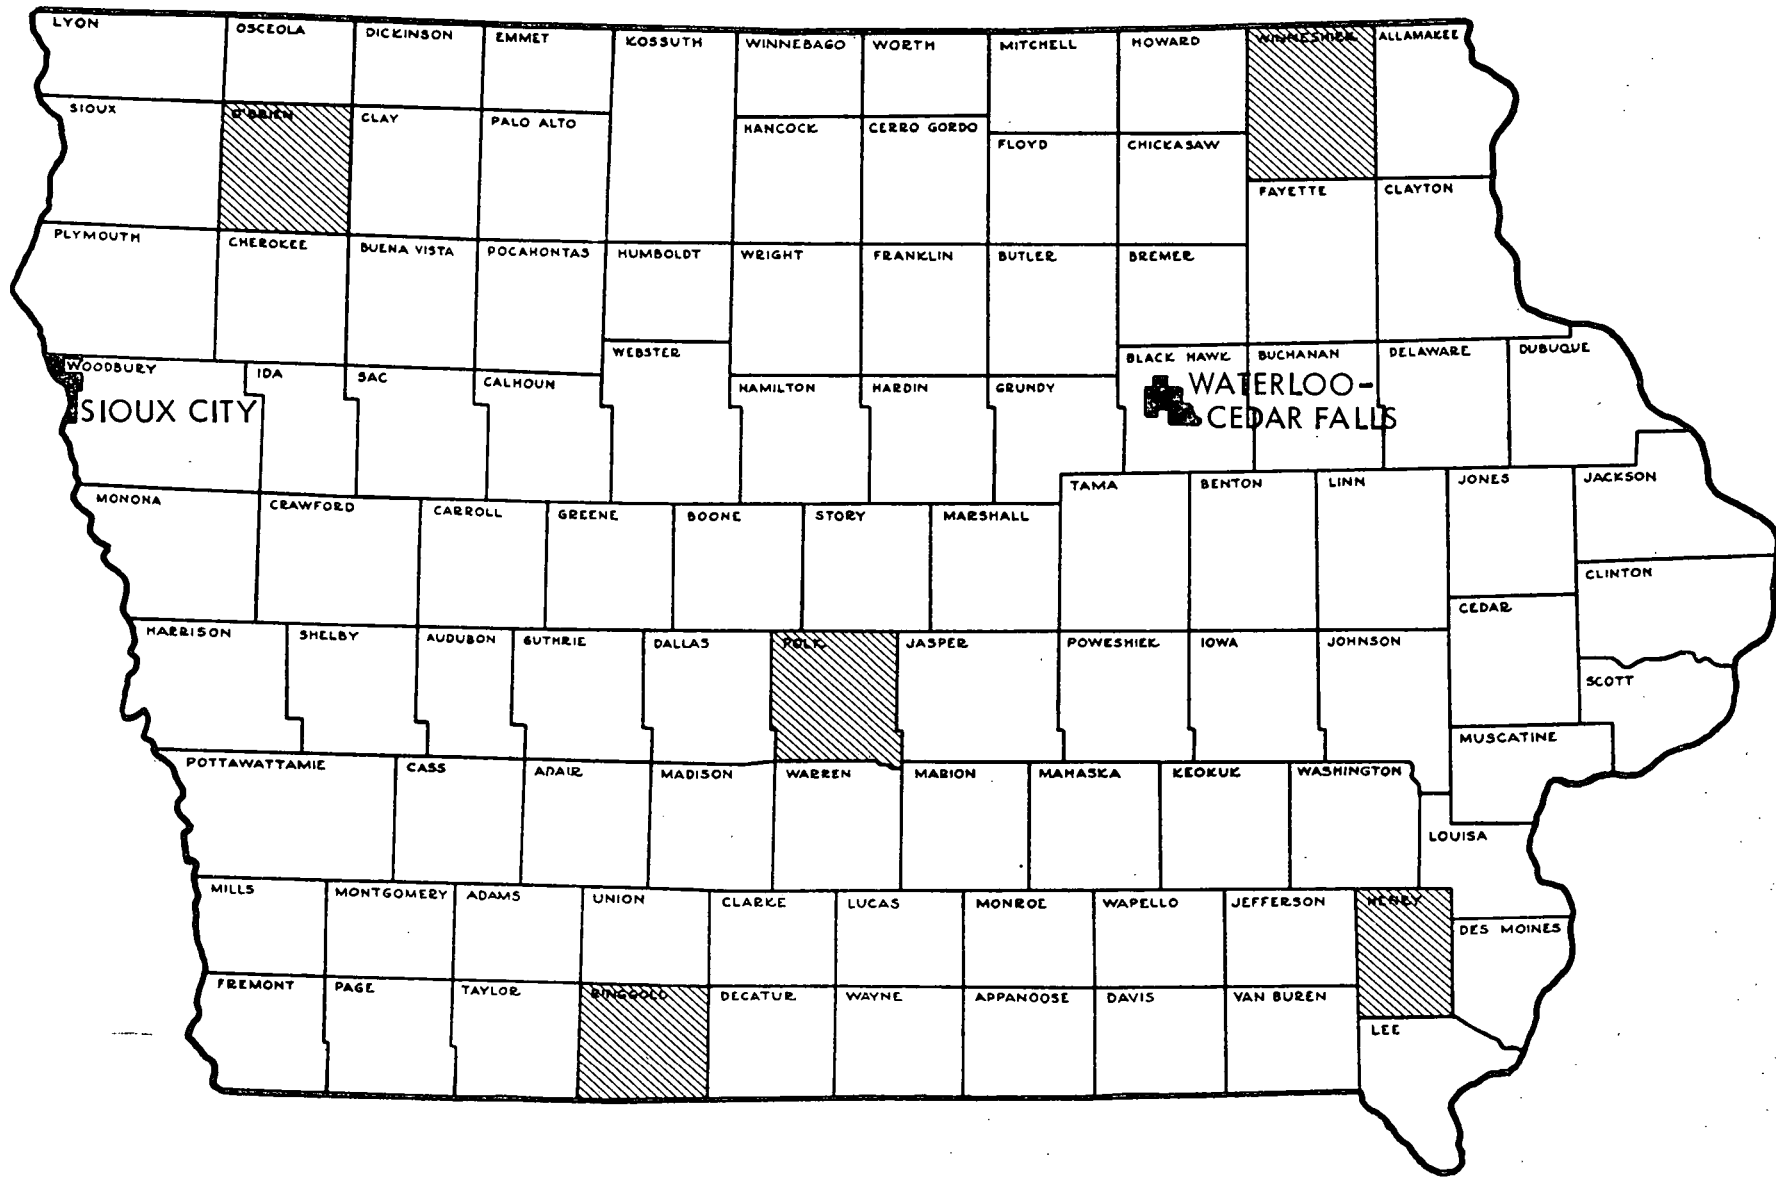 LYON
OSCEOLA
DICKINSON
EMMET
KOSSUTH
WINNEBAGO
WORTH
MITCHELL
HOWARD
WINNESHIEK
ALLAMAKEE
SIOUX
O'BRIEN
CLAY
PALO ALTO
HANCOCK
CERRO GORDO
FLOYD
CHICKASAW
FAYETTE
CLAYTON
PLYMOUTH
CHEROKEE
BUENA VISTA
POCAHONTAS
HUMBOLDT
WRIGHT
FRANKLIN
BUTLER
BREMER
WOODBURY
IDA
SAC
CALHOUN
WEBSTER
HAMILTON
HARDIN
GRUNDY
BLACK HAWK
BUCHANAN
DELAWARE
DUBUQUE
SIOUX CITY
WATERLOO-
CEDAR FALLS
MONONA
CRAWFORD
CARROLL
GREENE
BOONE
STORY
MARSHALL
TAMA
BENTON
LINN
JONES
JACKSON
CLINTON
CEDAR
HARRISON
SHELBY
AUDUBON
GUTHRIE
DALLAS
POLK
JASPER
POWESHIEK
IOWA
JOHNSON
SCOTT
MUSCATINE
POTTAWATTAMIE
CASS
ADAIR
MADISON
WARREN
MARION
MAHASKA
KEOKUK
WASHINGTON
LOUISA
MILLS
MONTGOMERY
ADAMS
UNION
CLARKE
LUCAS
MONROE
WAPELLO
JEFFERSON
HENRY
DES MOINES
FREMONT
PAGE
TAYLOR
RINGGOLD
DECATUR
WAYNE
APPANOOSE
DAVIS
VAN BUREN
LEE